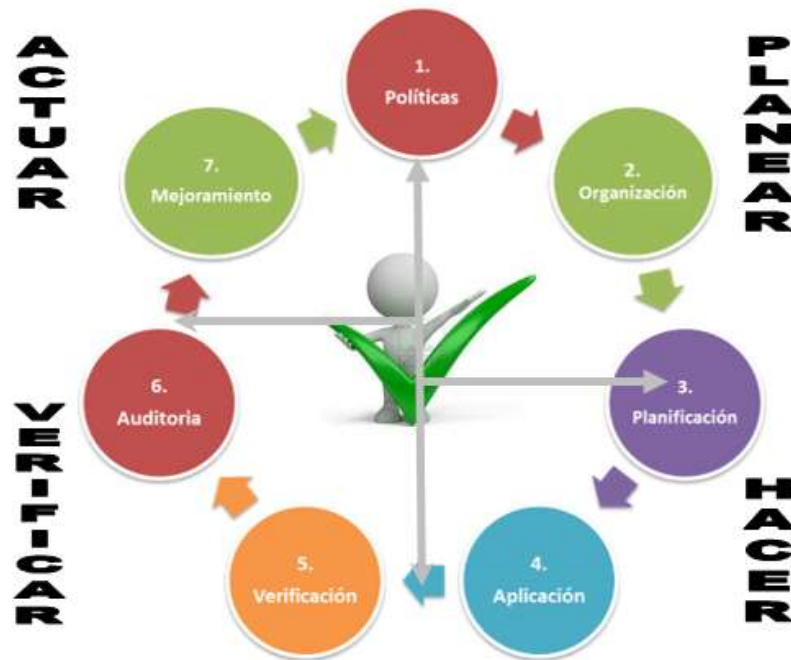 ACTUAR
PLANEAR
1.
Políticas
2.
Organización
3.
Planificación
4.
Aplicación
5.
Verificación
6.
Auditoria
7.
Mejoramiento
VERIFICAR
HACER